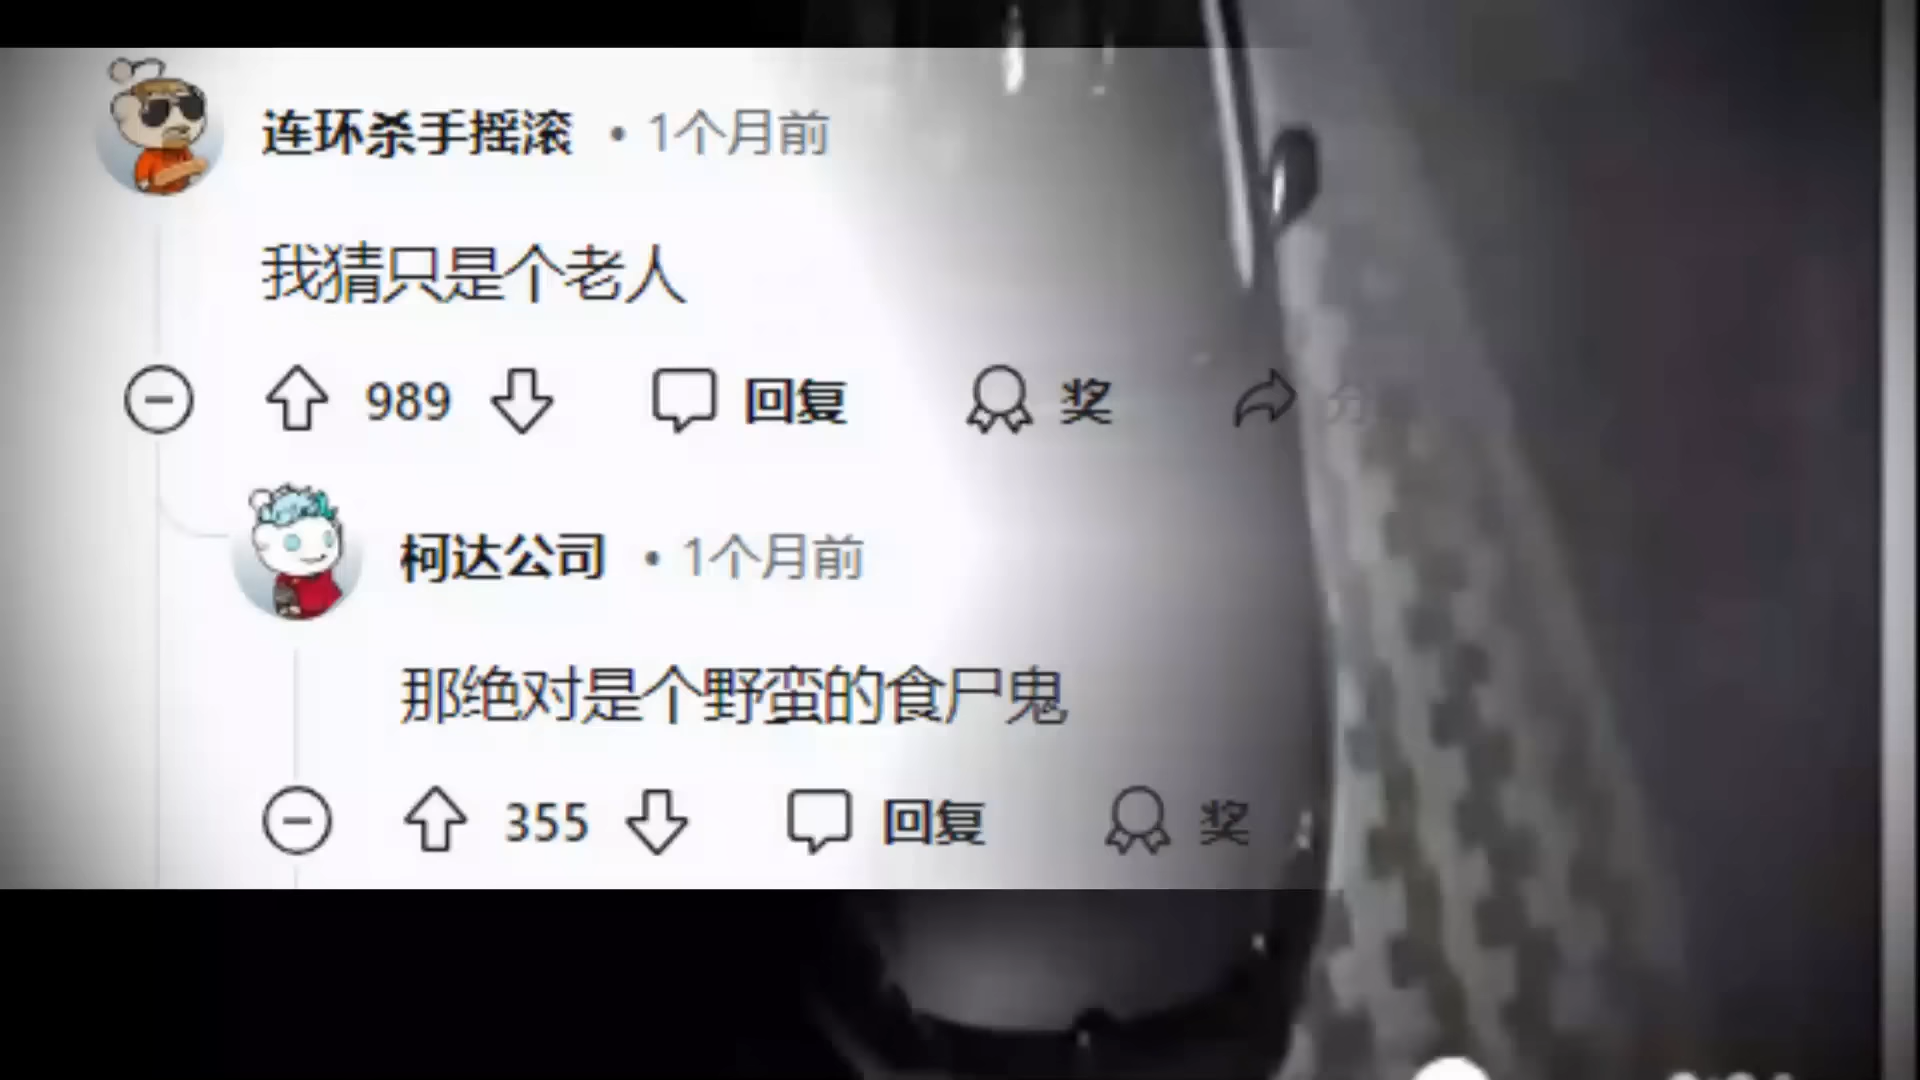 连环杀手摇滚 • 1个月前
我猜只是个老人
989 回复 奖
柯达公司 • 1个月前
那绝对是个野蛮的食尸鬼
355 回复 奖